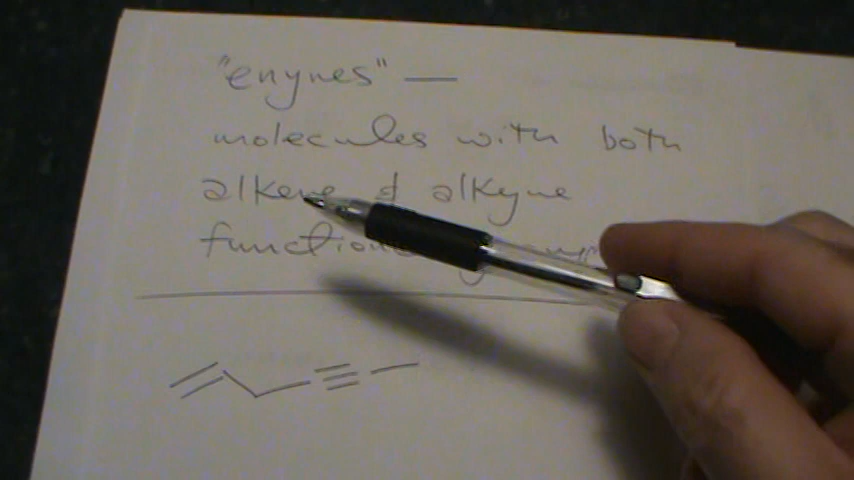 "enynes" —
molecules with both
alkene & alkyne